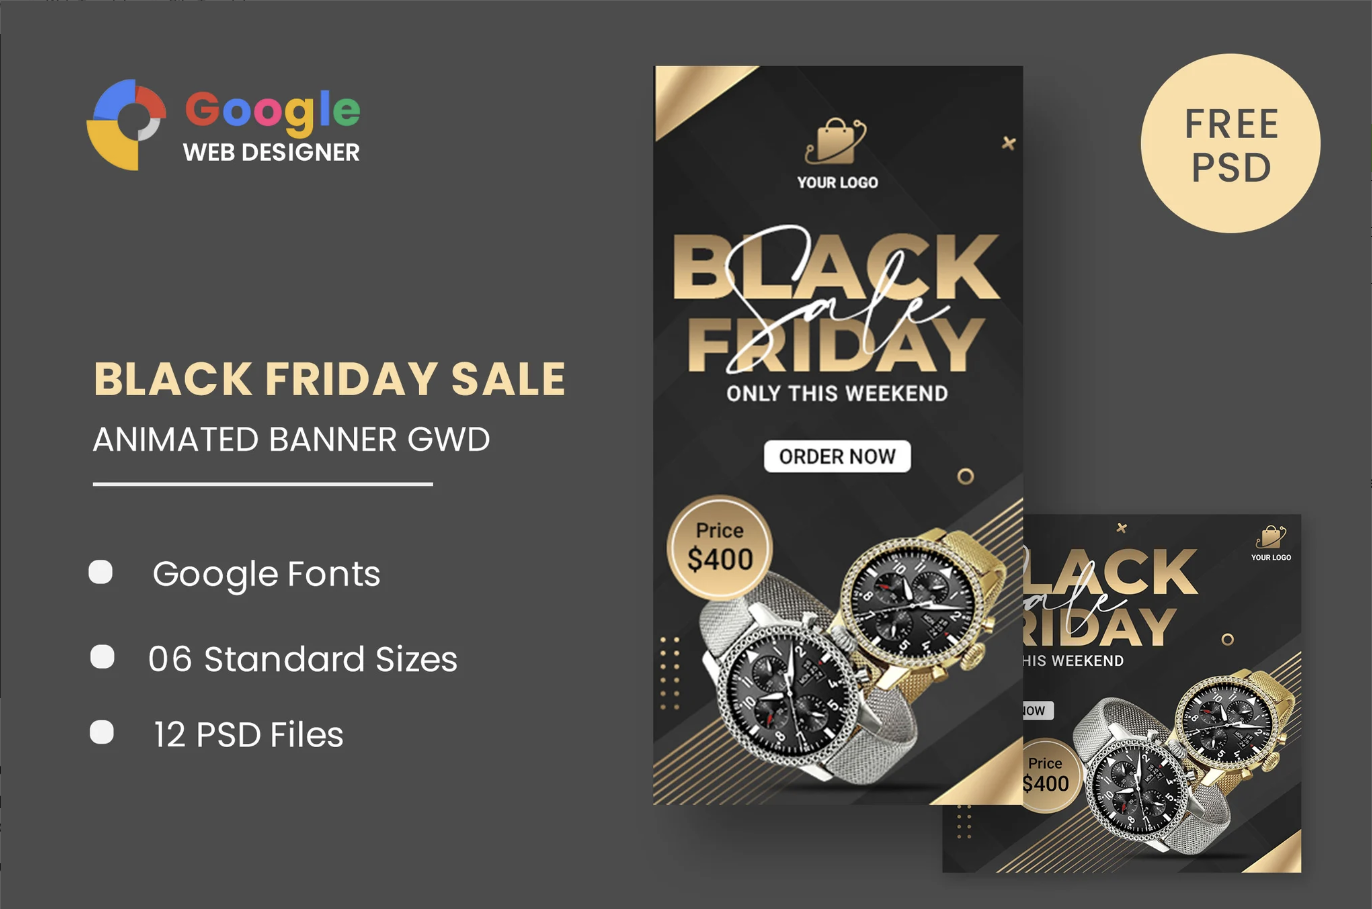 Google
WEB DESIGNER
BLACK FRIDAY SALE
ANIMATED BANNER GWD
Google Fonts
06 Standard Sizes
12 PSD Files
YOUR LOGO
BLACK
Sale
FRIDAY
ONLY THIS WEEKEND
ORDER NOW
Price
$400
FREE
PSD
YOUR LOGO
LACK
ale
RIDAY
HIS WEEKEND
NOW
Price
$400